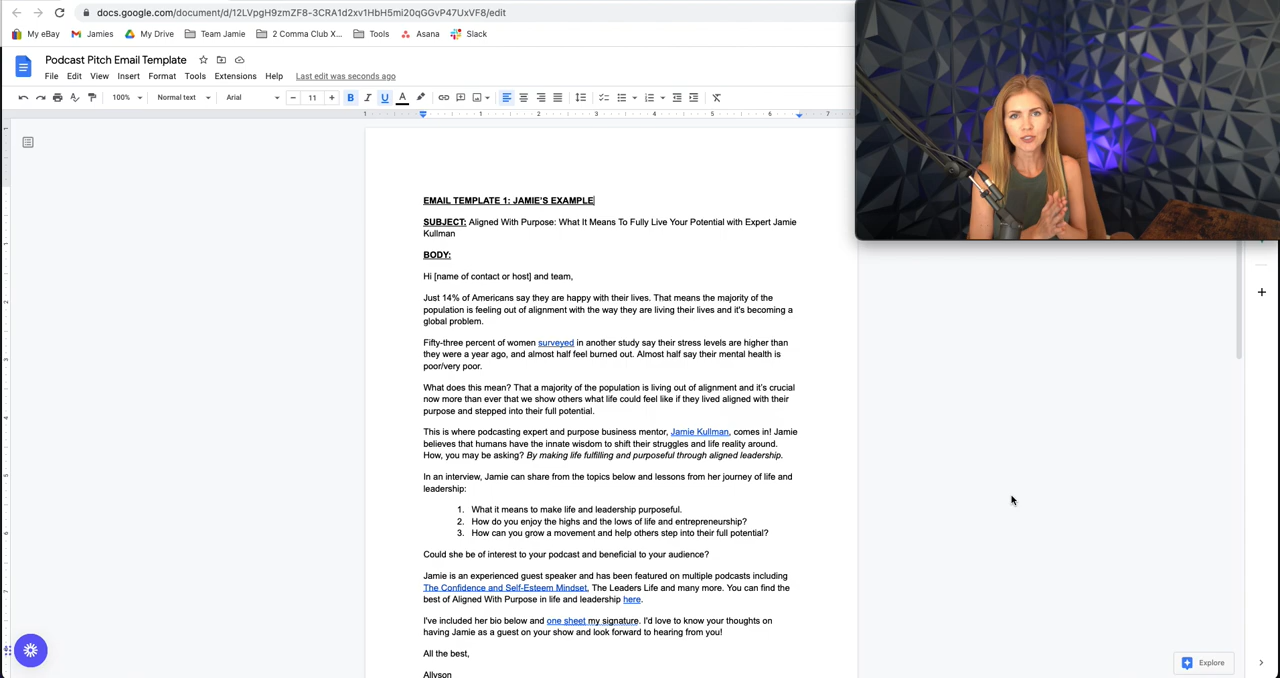 docs.google.com/document/d/12LVpgH9zmZF8-3CRA1d2xv1HbH5mi20qGGvP47UxVF8/edit
My eBay Jamies My Drive Team Jamie 2 Comma Club X... Tools Asana Slack
Podcast Pitch Email Template
File Edit View Insert Format Tools Extensions Help Last edit was seconds ago
100% Normal text Arial 11 B I U A
1 1 2 3 4 5 6 7
EMAIL TEMPLATE 1: JAMIE'S EXAMPLE
SUBJECT: Aligned With Purpose: What It Means To Fully Live Your Potential with Expert Jamie
Kullman
BODY:
Hi [name of contact or host] and team,
Just 14% of Americans say they are happy with their lives. That means the majority of the
population is feeling out of alignment with the way they are living their lives and it's becoming a
global problem.
Fifty-three percent of women surveyed in another study say their stress levels are higher than
they were a year ago, and almost half feel burned out. Almost half say their mental health is
poor/very poor.
What does this mean? That a majority of the population is living out of alignment and it's crucial
now more than ever that we show others what life could feel like if they lived aligned with their
purpose and stepped into their full potential.
This is where podcasting expert and purpose business mentor, Jamie Kullman, comes in! Jamie
believes that humans have the innate wisdom to shift their struggles and life reality around.
How, you may be asking? By making life fulfilling and purposeful through aligned leadership.
In an interview, Jamie can share from the topics below and lessons from her journey of life and
leadership:
1. What it means to make life and leadership purposeful.
2. How do you enjoy the highs and the lows of life and entrepreneurship?
3. How can you grow a movement and help others step into their full potential?
Could she be of interest to your podcast and beneficial to your audience?
Jamie is an experienced guest speaker and has been featured on multiple podcasts including
The Confidence and Self-Esteem Mindset, The Leaders Life and many more. You can find the
best of Aligned With Purpose in life and leadership here.
I've included her bio below and one sheet my signature. I'd love to know your thoughts on
having Jamie as a guest on your show and look forward to hearing from you!
All the best,
Allyson
Explore